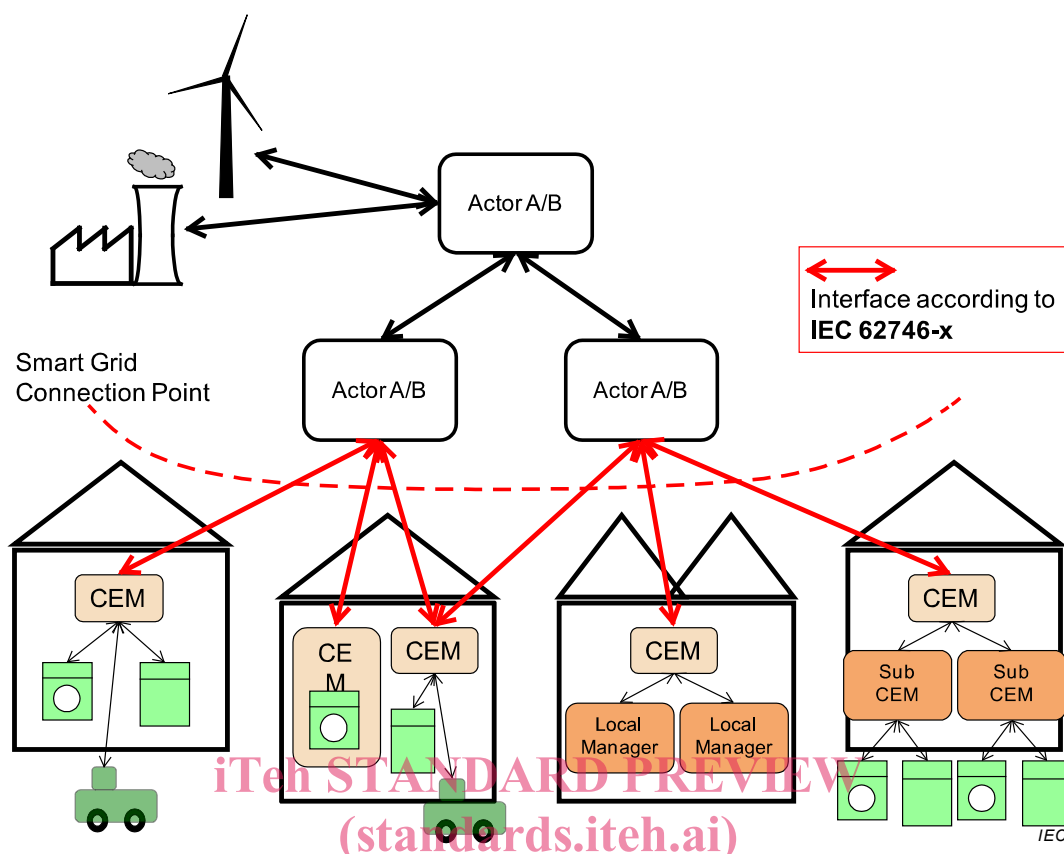 Actor A/B
Interface according to
IEC 62746-x
Smart Grid
Connection Point
Actor A/B
Actor A/B
CEM
CE
M
CEM
CEM
CEM
Sub
CEM
Sub
CEM
Local
Manager
Local
Manager
iTeh STANDARD PREVIEW
(standards.iteh.ai)
IEC